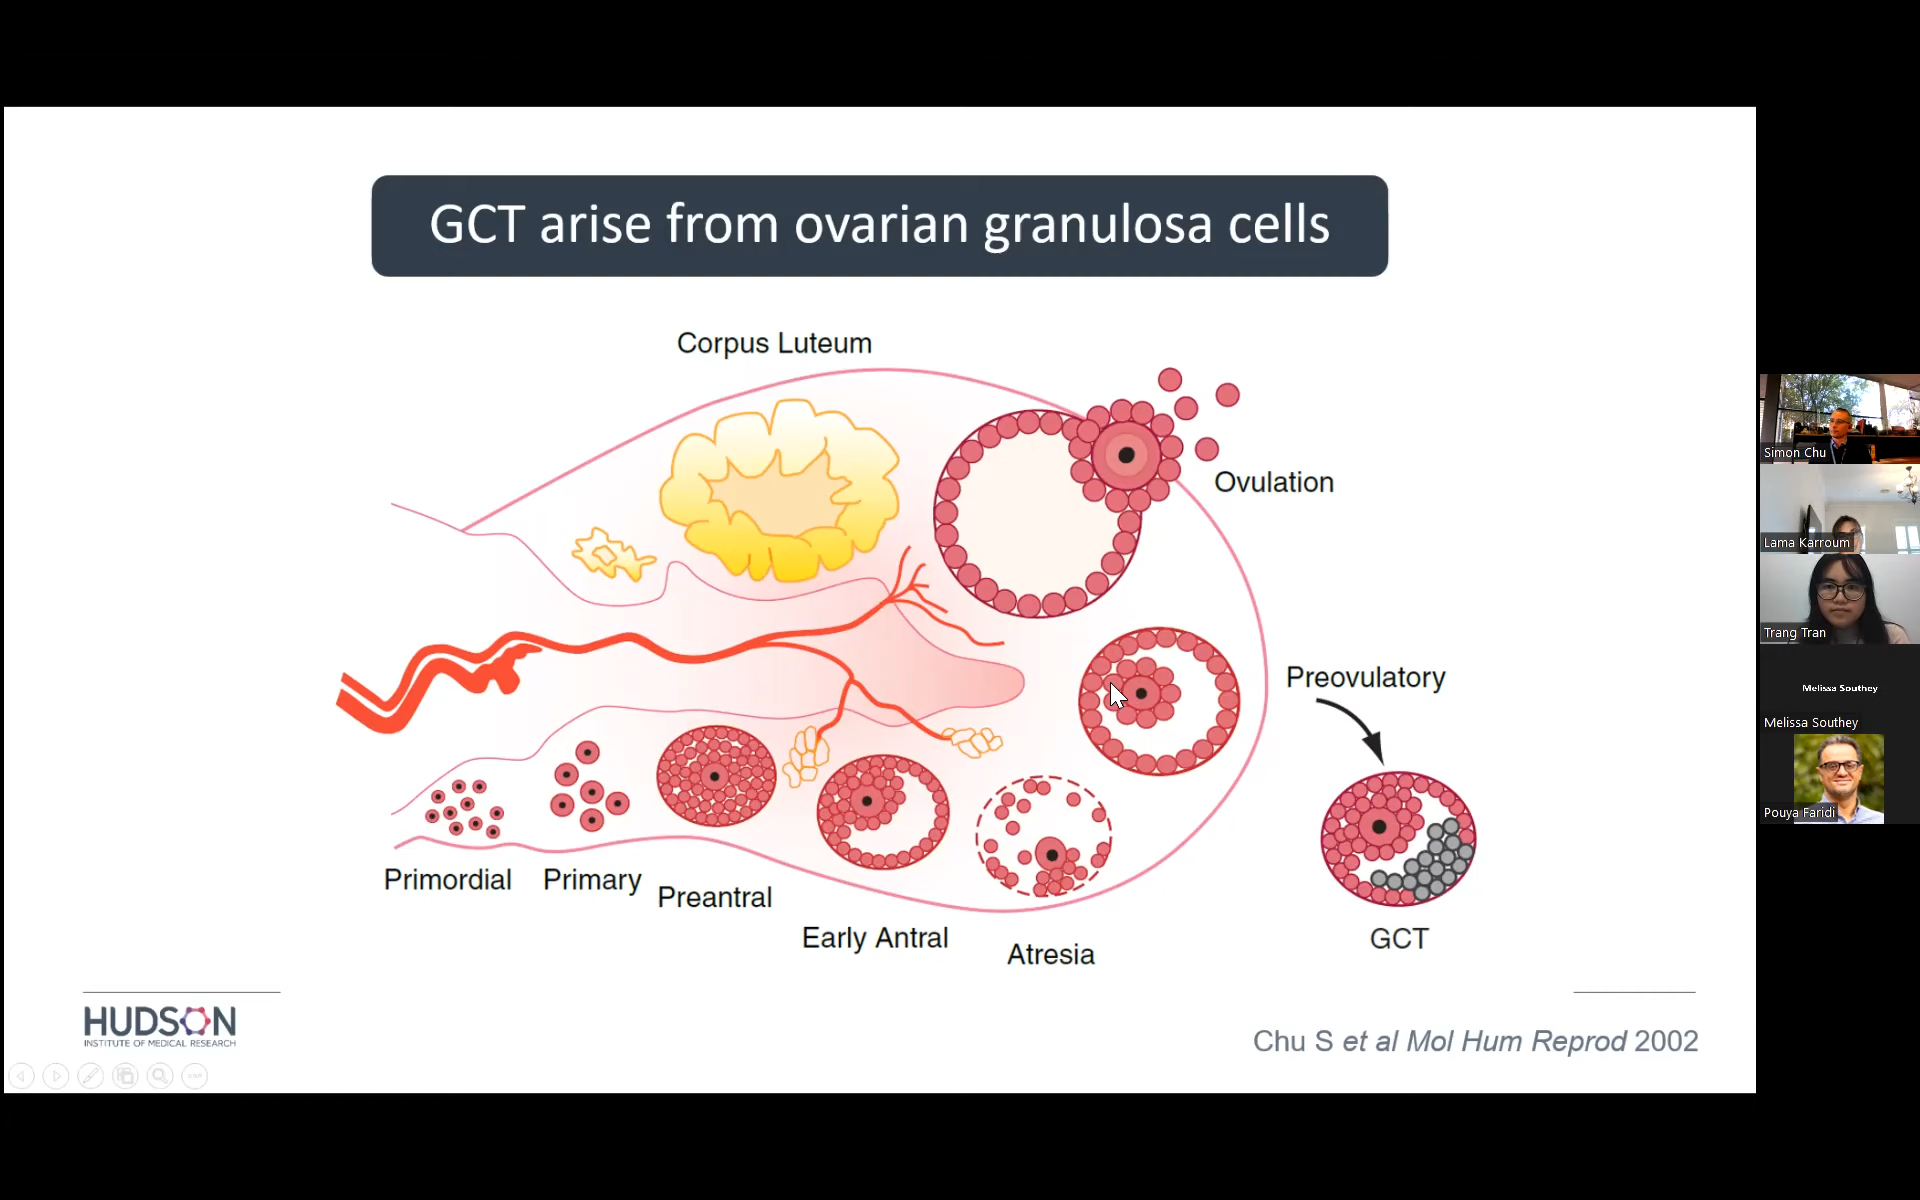 GCT arise from ovarian granulosa cells
Corpus Luteum
Ovulation
Preovulatory
Primordial
Primary
Preantral
Early Antral
Atresia
GCT
HUDSON
INSTITUTE OF MEDICAL RESEARCH
Chu S et al Mol Hum Reprod 2002
Simon Chu
Lama Karroum
Trang Tran
Melissa Southey
Melissa Southey
Pouya Faridi